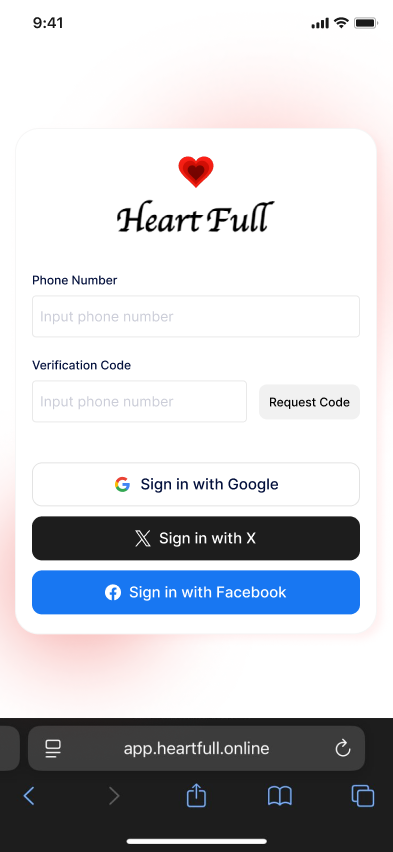 9:41
Heart Full
Phone Number
Input phone number
Verification Code
Input phone number
Request Code
Sign in with Google
Sign in with X
Sign in with Facebook
app.heartfull.online